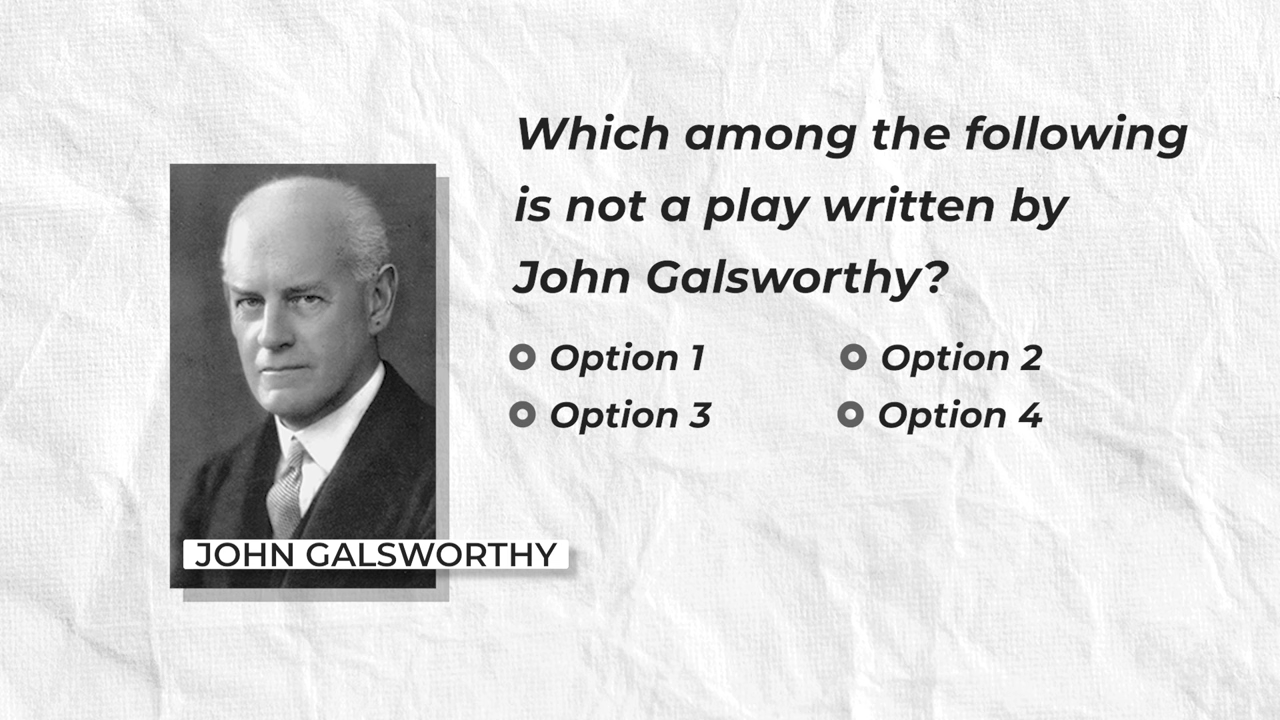 Which among the following
is not a play written by
John Galsworthy?
Option 1
Option 2
Option 3
Option 4
JOHN GALSWORTHY